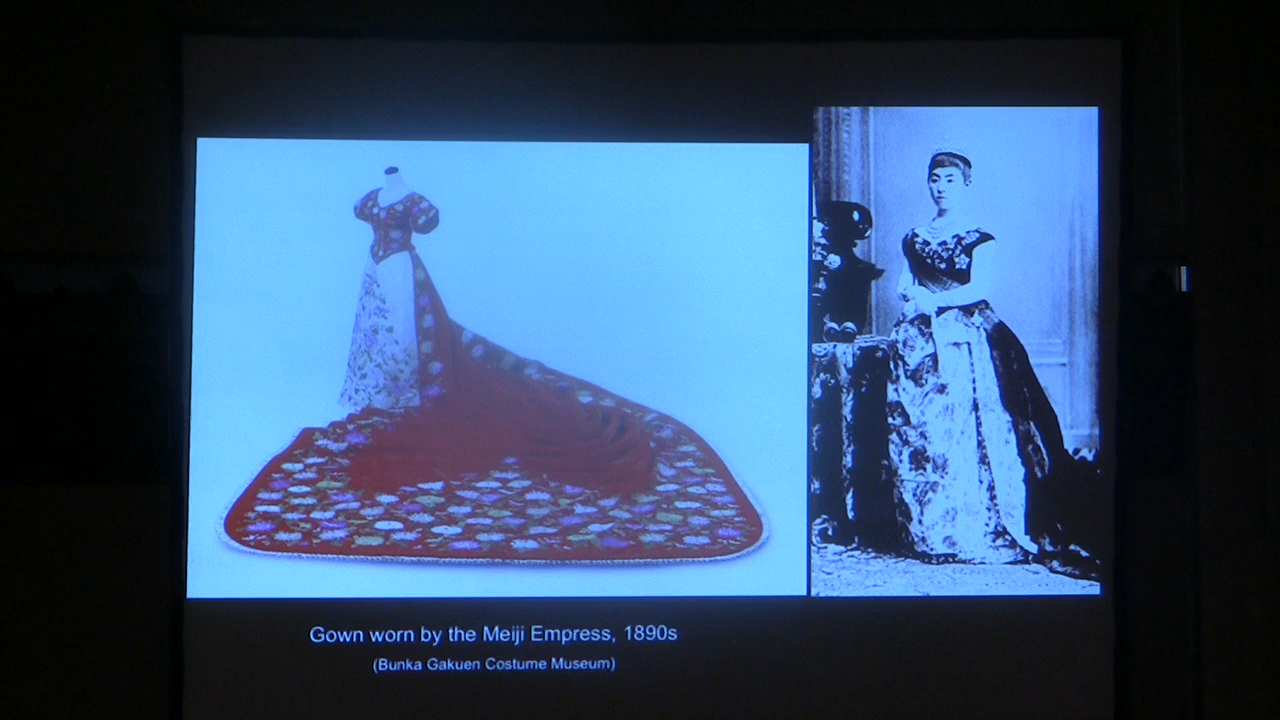 Gown worn by the Meiji Empress, 1890s
(Bunka Gakuen Costume Museum)